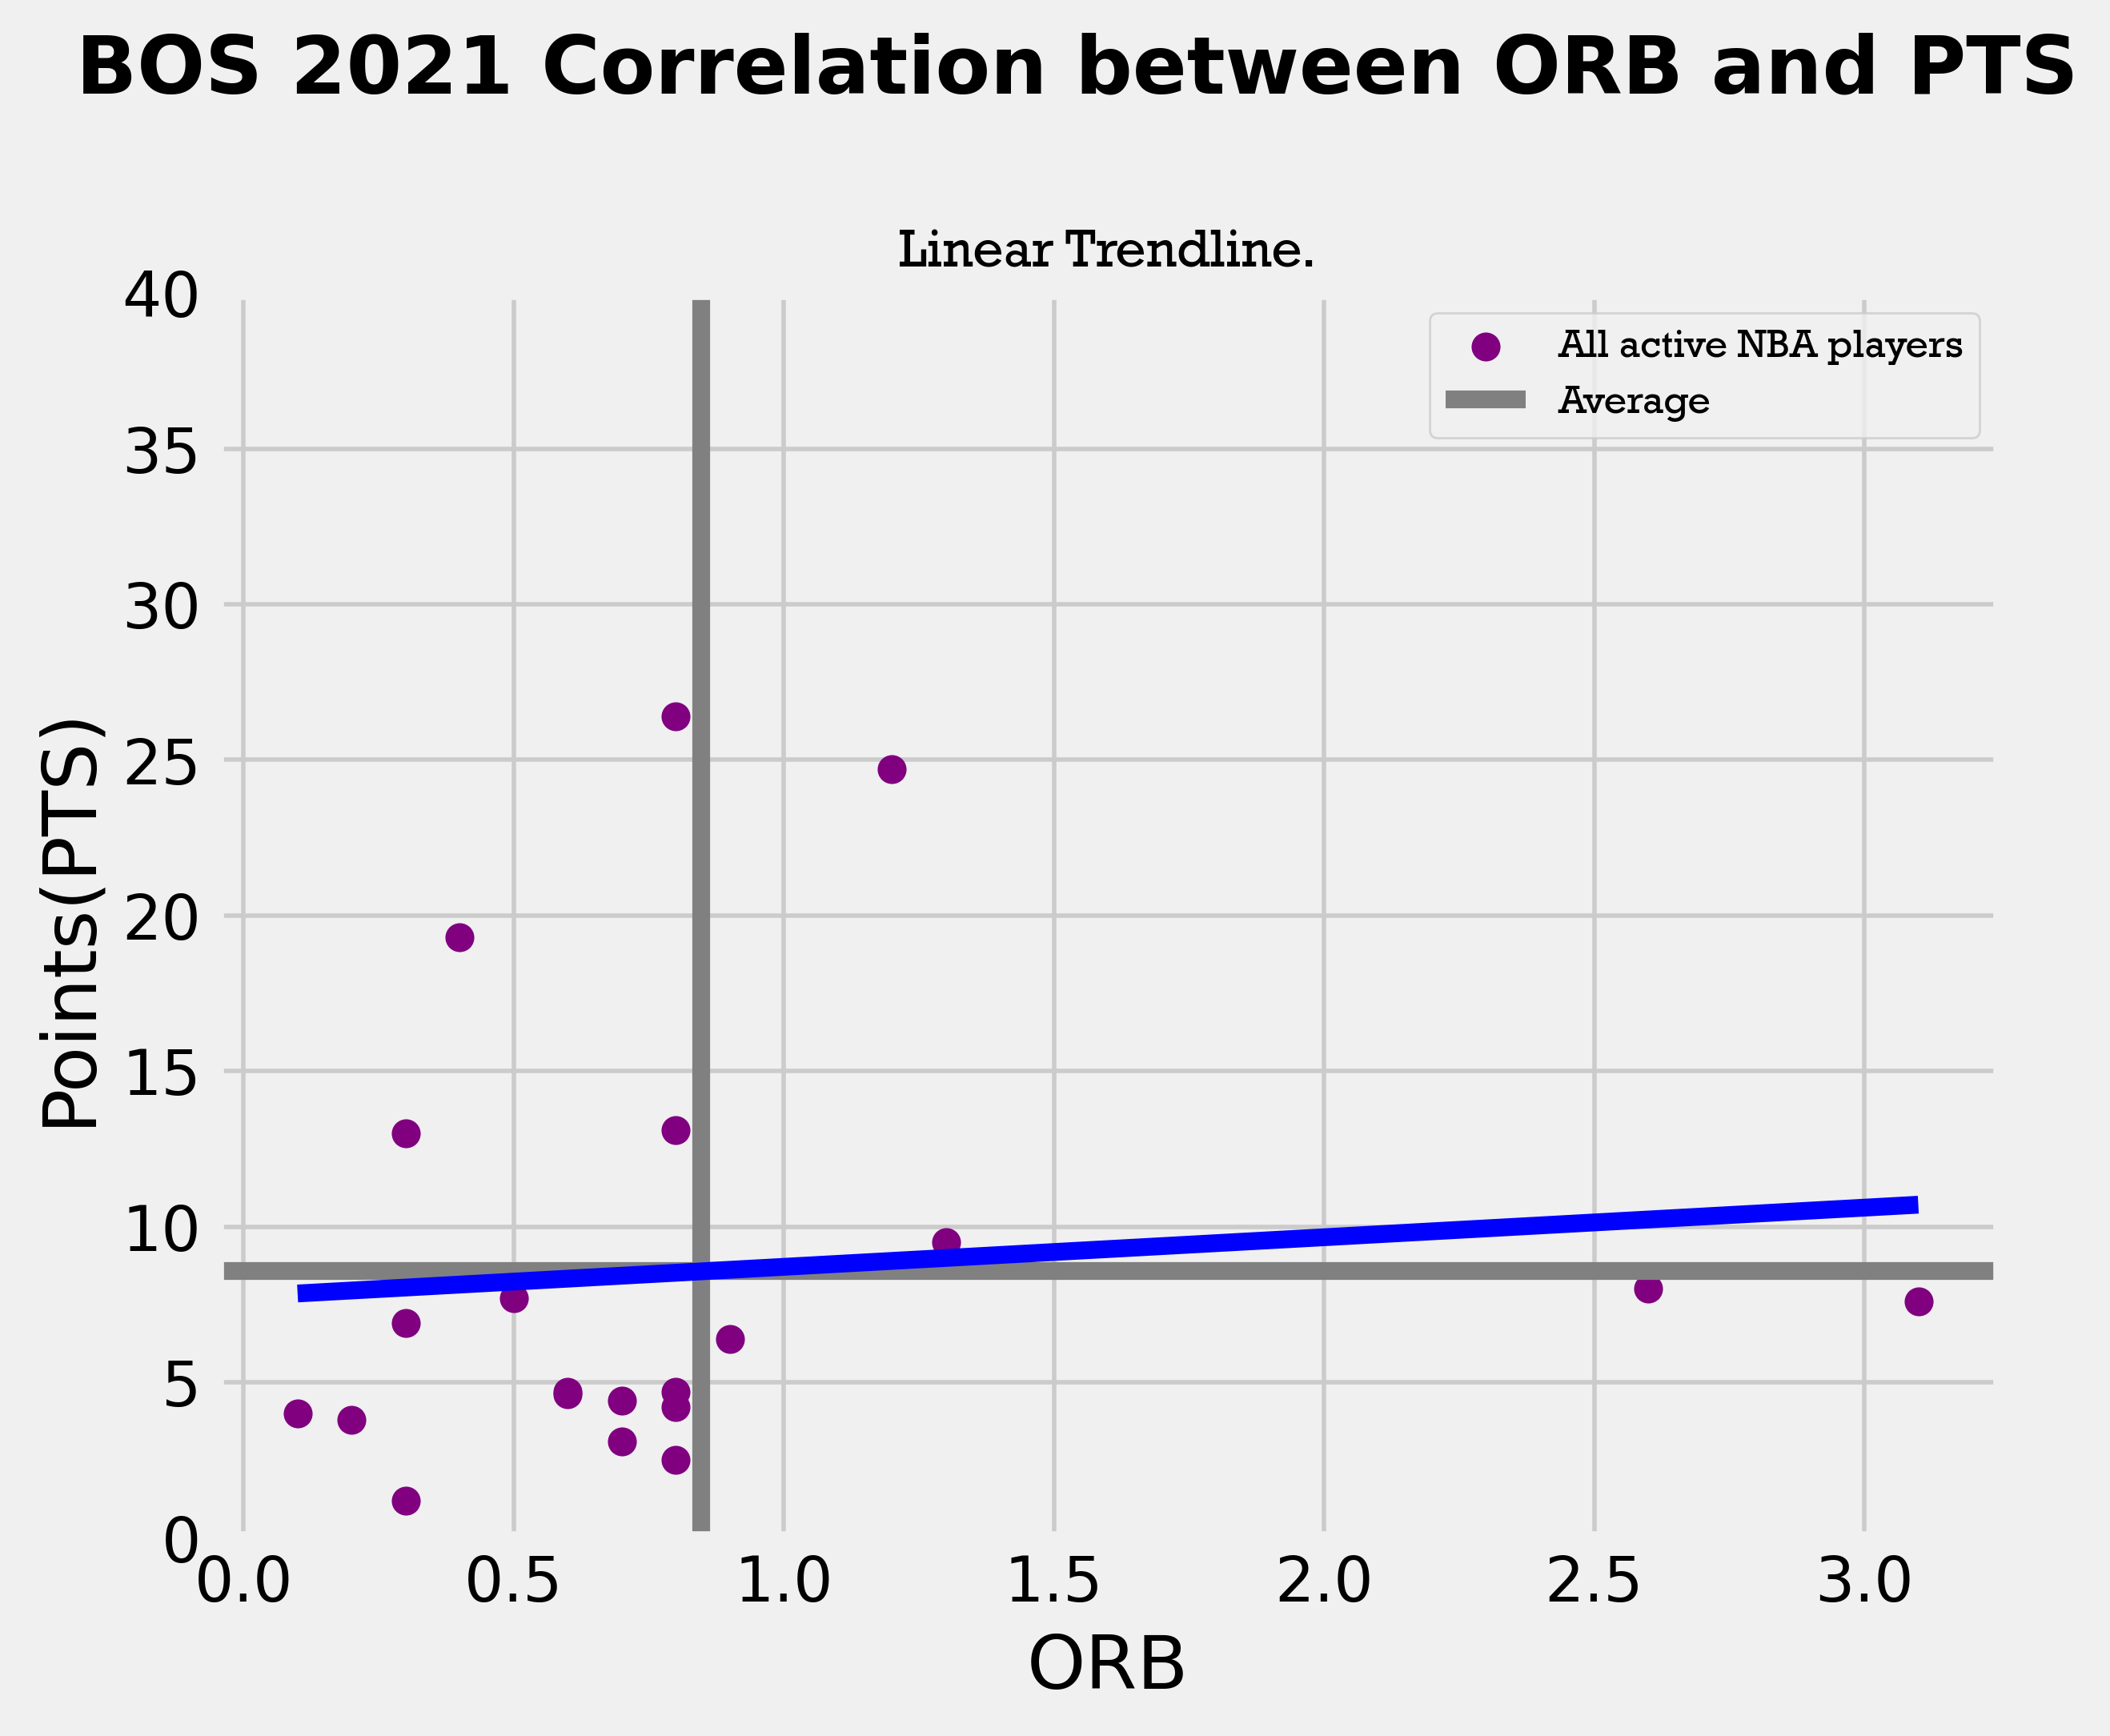 BOS 2021 Correlation between ORB and PTS
Linear Trendline.
All active NBA players
Average
Points(PTS)
40
35
30
25
20
15
10
5
0
0.0 0.5 1.0 1.5 2.0 2.5 3.0
ORB